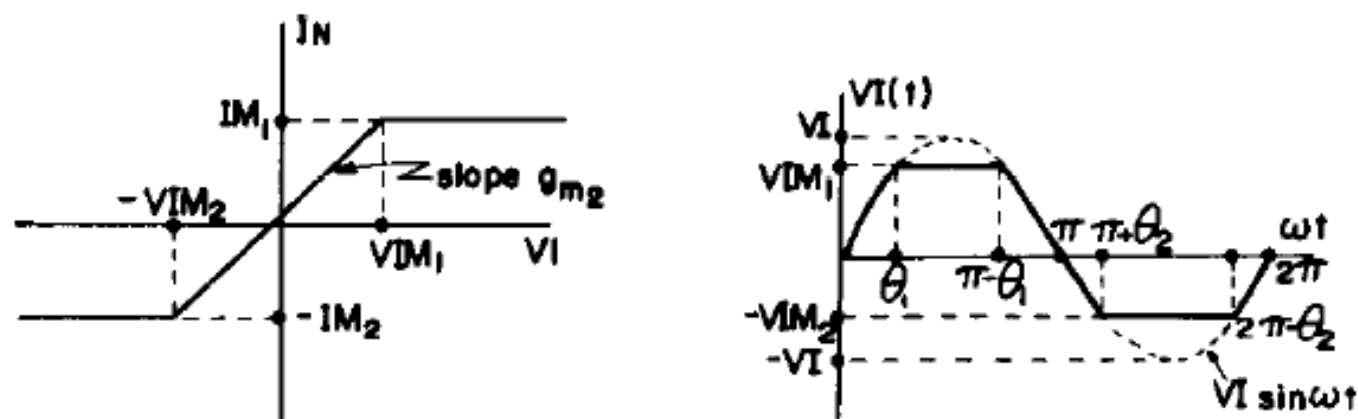 IN
IM1
slope gm2
-VIM2
VIM1
VI
-IM2
VI(t)
VI
VIM1
θ1
π-θ1
π
π+θ2
ωt
2π
-VIM2
2π-θ2
-VI
VI sinωt